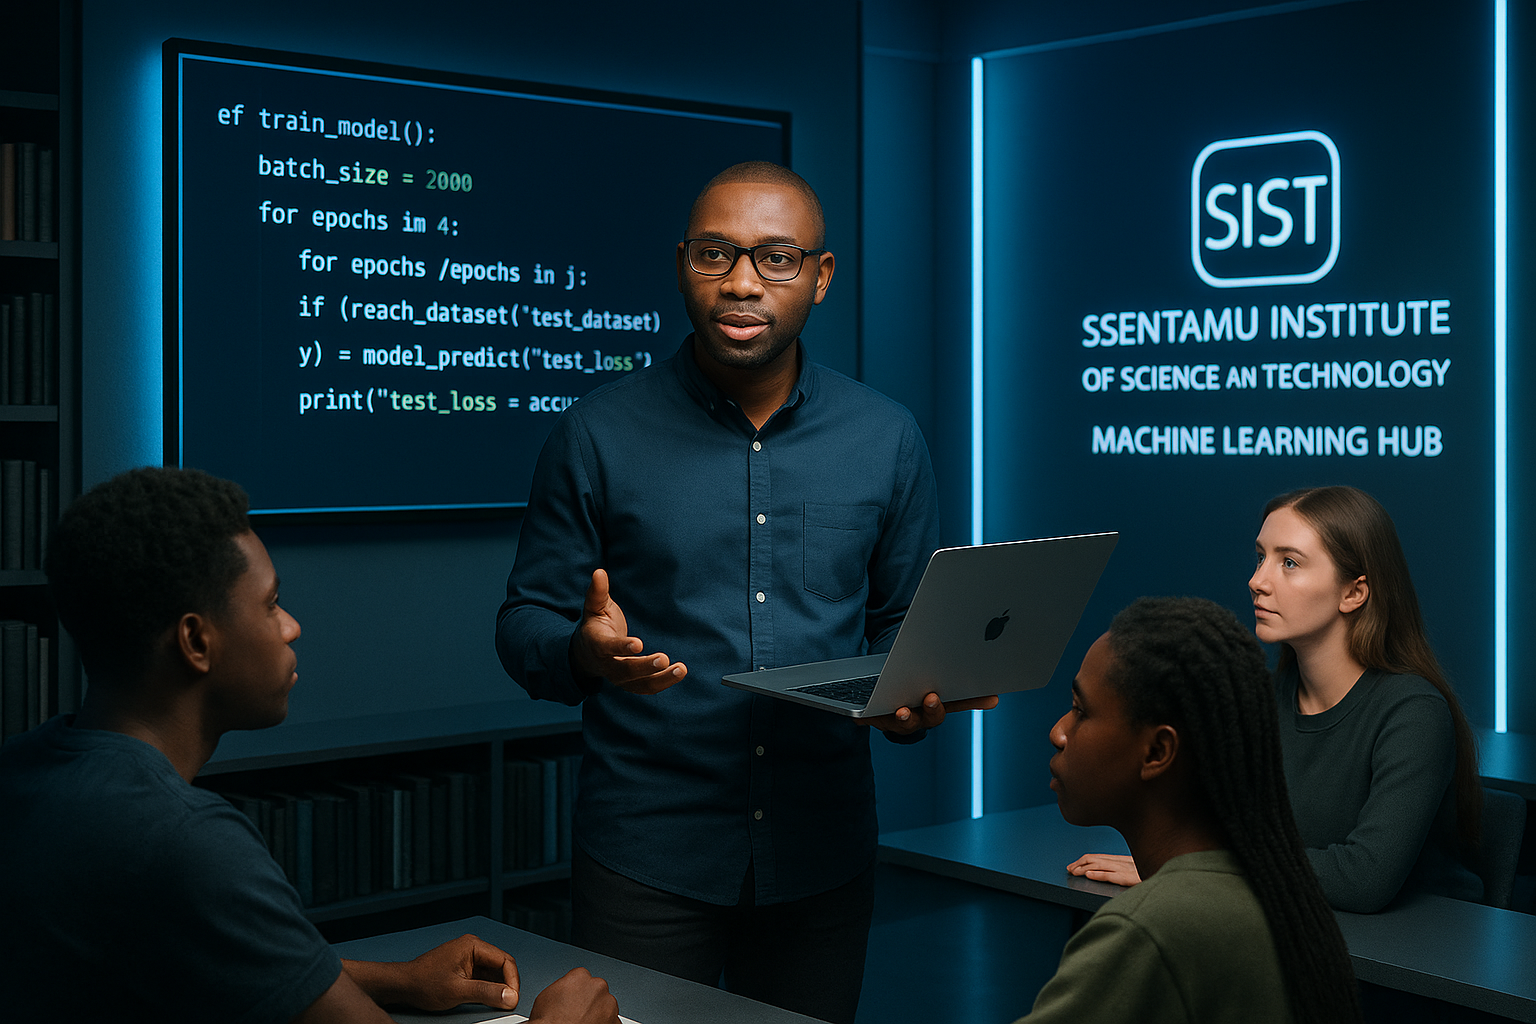 ef train_model():
batch_size = 2000
for epochs im 4:
for epochs /epochs in j:
if (reach_dataset("test_dataset)
y) = model_predict("test_loss")
print("test_loss = accu
SIST
SSENTAMU INSTITUTE
OF SCIENCE AN TECHNOLOGY
MACHINE LEARNING HUB